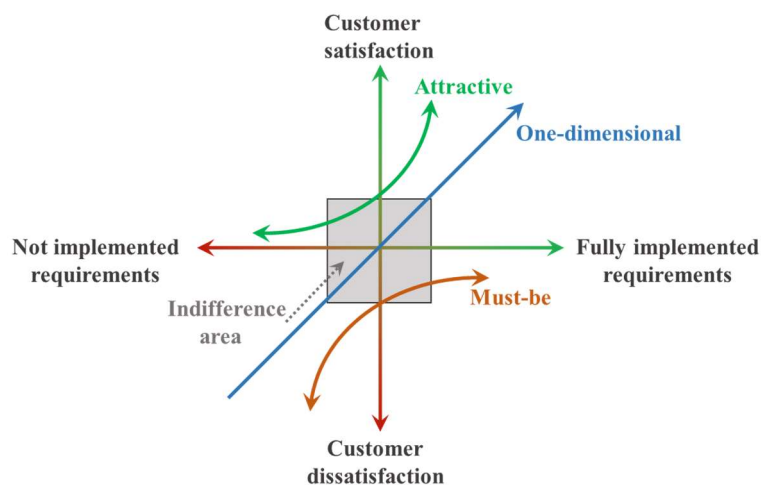 Customer
satisfaction
Attractive
One-dimensional
Not implemented
requirements
Fully implemented
requirements
Indifference
area
Must-be
Customer
dissatisfaction